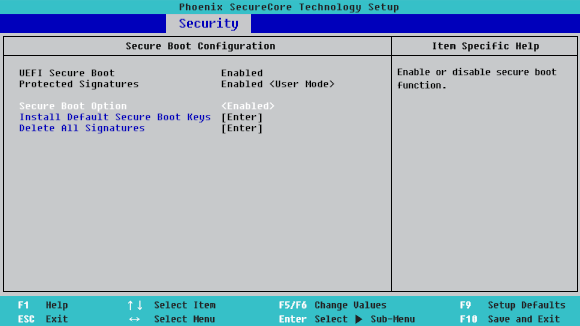 Phoenix SecureCore Technology Setup
Security
Secure Boot Configuration
Item Specific Help
UEFI Secure Boot Enabled
Protected Signatures Enabled <User Mode>
Secure Boot Option <Enabled>
Install Default Secure Boot Keys [Enter]
Delete All Signatures [Enter]
Enable or disable secure boot
function.
F1 Help ↑↓ Select Item F5/F6 Change Values F9 Setup Defaults
ESC Exit ↔ Select Menu Enter Select ▶ Sub-Menu F10 Save and Exit